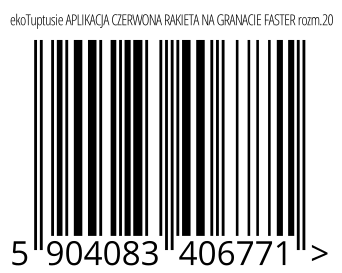 ekoTuptusie APLIKACJA CZERWONA RAKIETA NA GRANACIE FASTER rozm.20
5 904083 406771 >